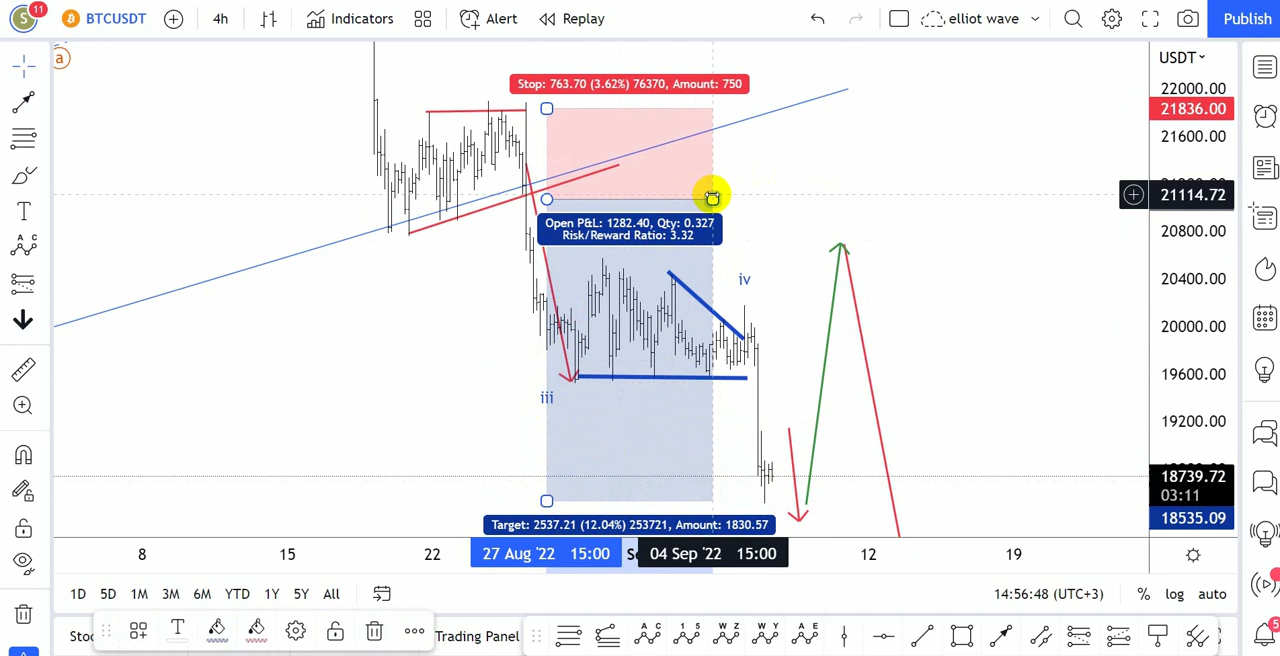 S
11
BTCUSDT
4h
Indicators
Alert
Replay
elliot wave
Publish
a
Stop: 763.70 (3.62%) 76370, Amount: 750
Open P&L: 1282.40, Qty: 0.327
Risk/Reward Ratio: 3.32
iv
iii
Target: 2537.21 (12.04%) 253721, Amount: 1830.57
USDT
22000.00
21836.00
21600.00
21114.72
20800.00
20400.00
20000.00
19600.00
19200.00
18739.72
03:11
18535.09
8
15
22
27 Aug '22 15:00
04 Sep '22 15:00
12
19
1D 5D 1M 3M 6M YTD 1Y 5Y All
14:56:48 (UTC+3)
% log auto
Trading Panel
A C
1 5
W Z
W Y
A E
5